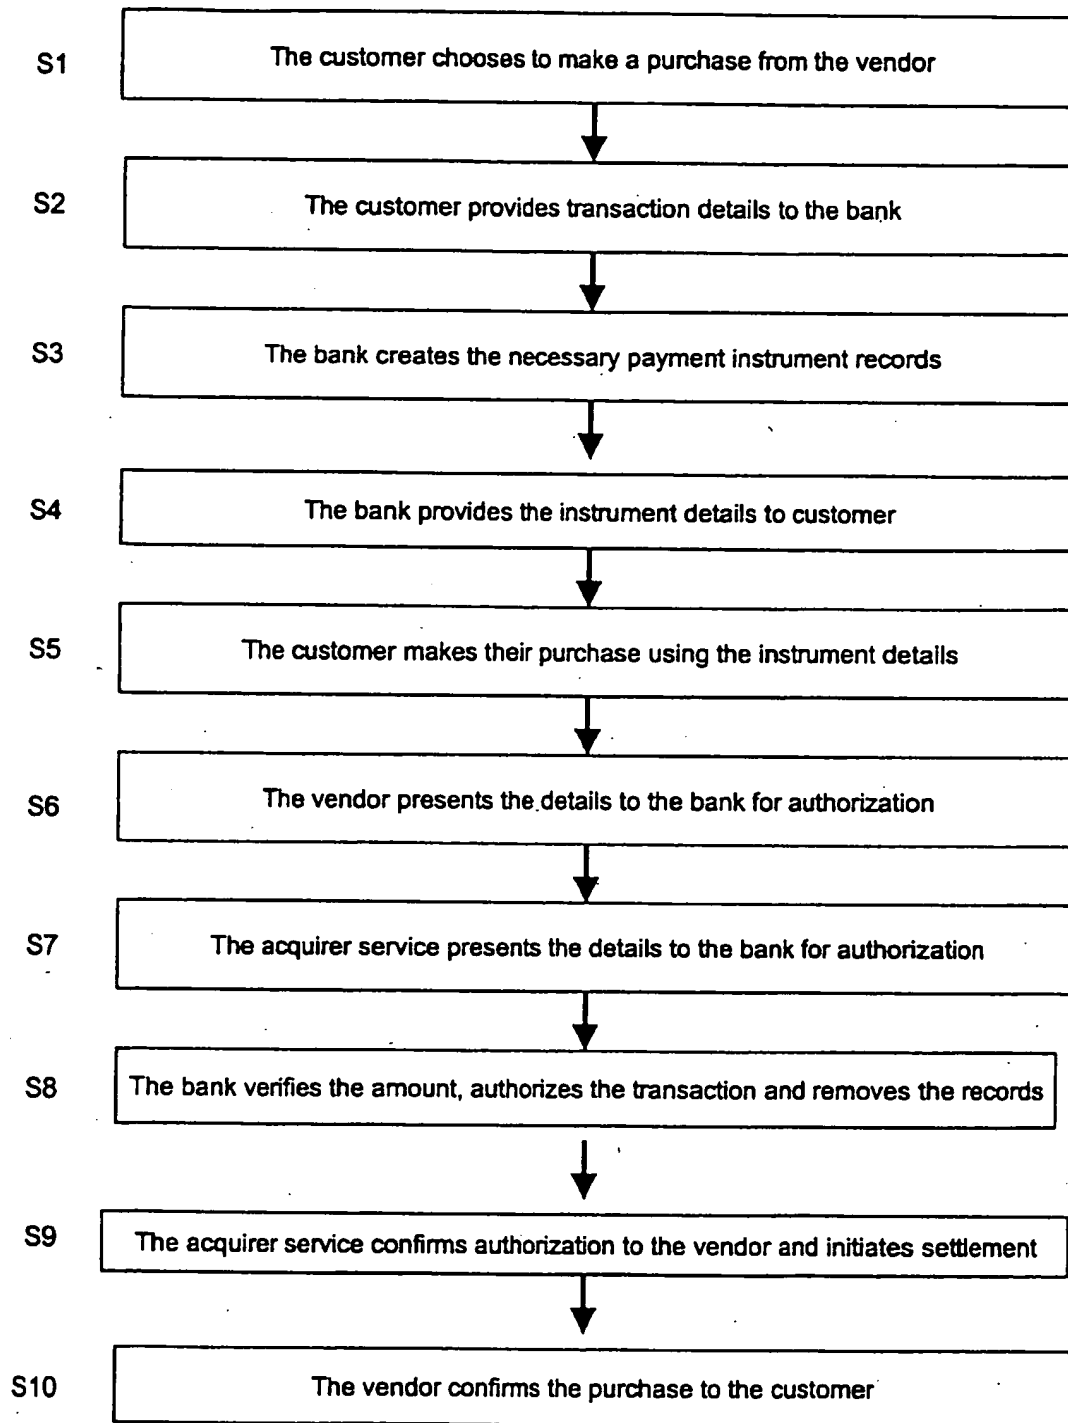 S1 The customer chooses to make a purchase from the vendor
S2 The customer provides transaction details to the bank
S3 The bank creates the necessary payment instrument records
S4 The bank provides the instrument details to customer
S5 The customer makes their purchase using the instrument details
S6 The vendor presents the details to the bank for authorization
S7 The acquirer service presents the details to the bank for authorization
S8 The bank verifies the amount, authorizes the transaction and removes the records
S9 The acquirer service confirms authorization to the vendor and initiates settlement
S10 The vendor confirms the purchase to the customer